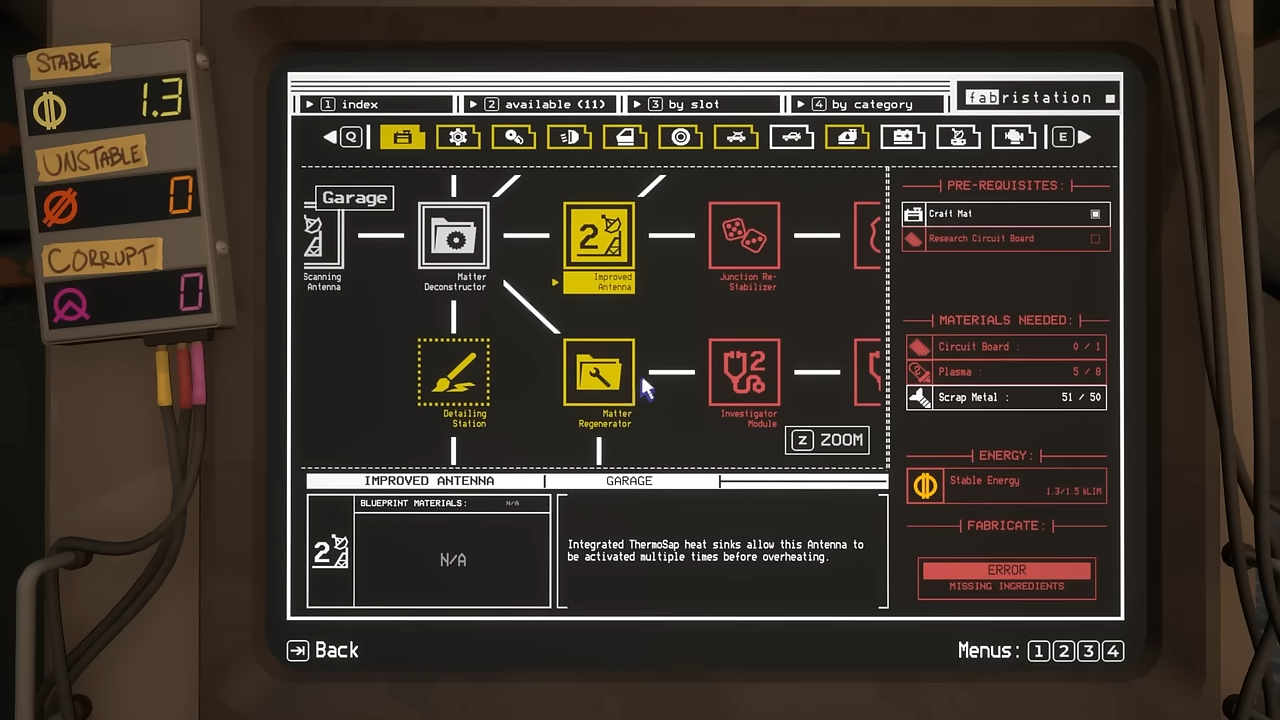 STABLE
1.3
UNSTABLE
0
CORRUPT
0
1 index
2 available (11)
3 by slot
4 by category
fabristation
Q
E
Garage
Scanning
Antenna
Matter
Deconstructor
2
Improved
Antenna
Junction Re-
Stabilizer
Detailing
Station
Matter
Regenerator
2
Investigator
Module
Z ZOOM
IMPROVED ANTENNA
GARAGE
BLUEPRINT MATERIALS: N/A
2
N/A
Integrated ThermoSap heat sinks allow this Antenna to
be activated multiple times before overheating.
PRE-REQUISITES:
Craft Mat
Research Circuit Board
MATERIALS NEEDED:
Circuit Board : 0 / 1
Plasma : 5 / 8
Scrap Metal : 51 / 50
ENERGY:
Stable Energy
1.3/1.5 kLIM
FABRICATE:
ERROR
MISSING INGREDIENTS
Back
Menus: 1 2 3 4